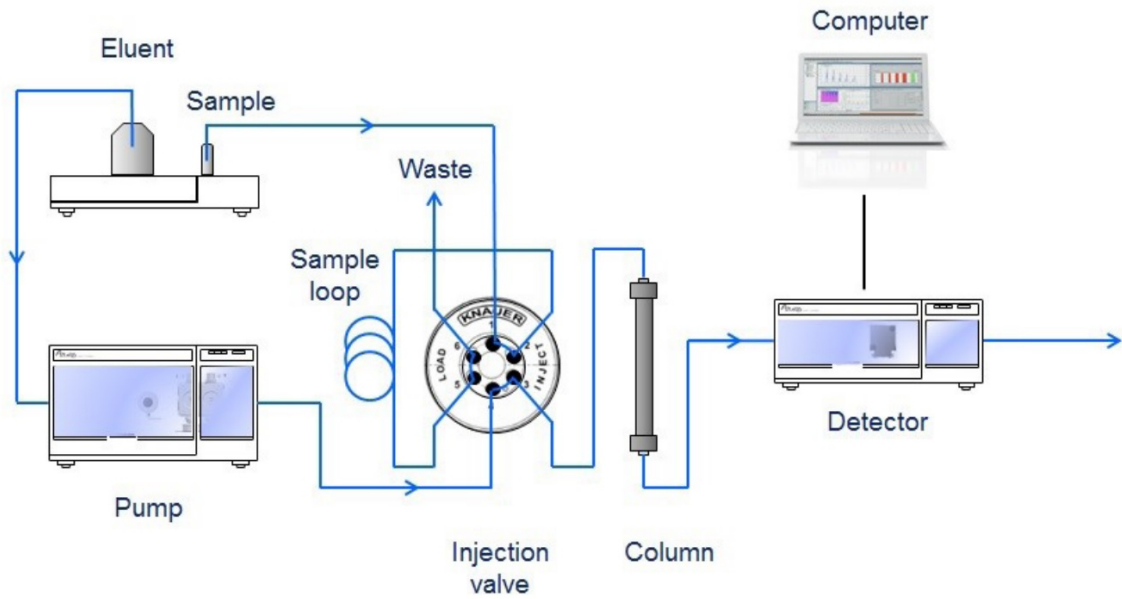 Computer
Eluent
Sample
Waste
Sample
loop
KNAUER
LOAD
INJECT
1
2
3
4
5
6
Pump
Detector
Injection
valve
Column